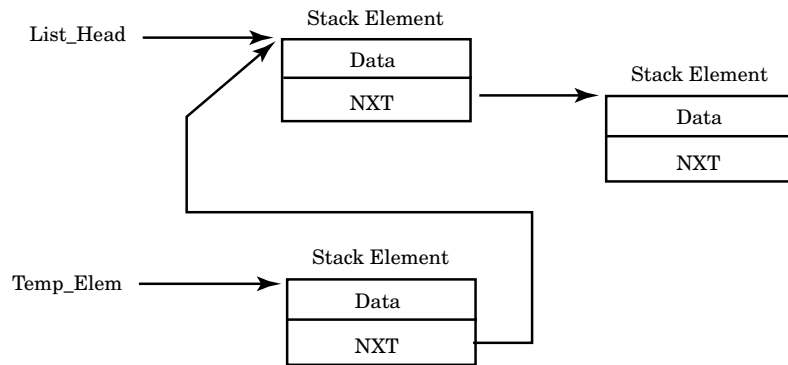 Stack Element
List_Head
Data
NXT
Stack Element
Data
NXT
Stack Element
Temp_Elem
Data
NXT